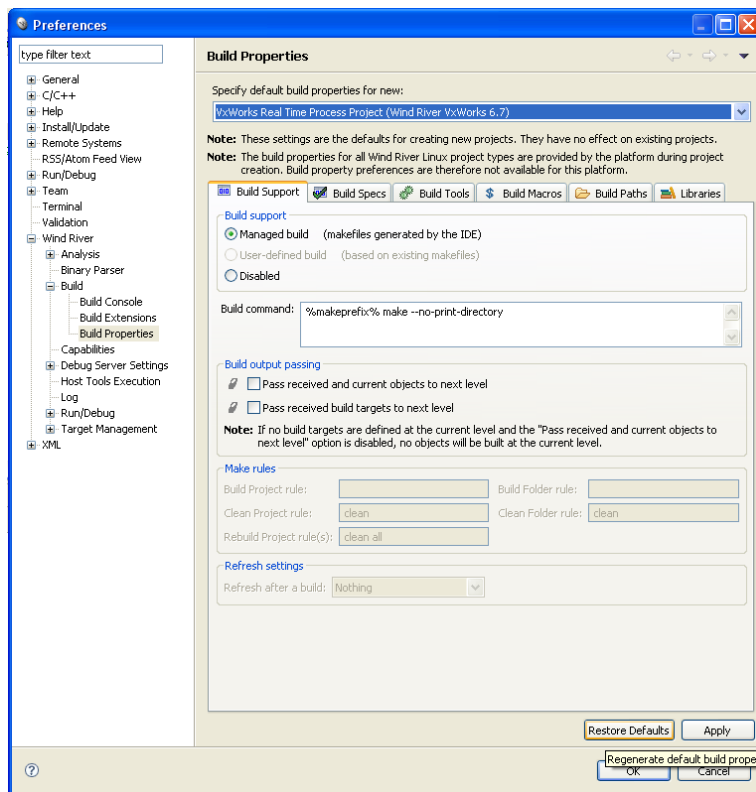 Preferences
type filter text
General
C/C++
Help
Install/Update
Remote Systems
RSS/Atom Feed View
Run/Debug
Team
Terminal
Validation
Wind River
Analysis
Binary Parser
Build
Build Console
Build Extensions
Build Properties
Capabilities
Debug Server Settings
Host Tools Execution
Log
Run/Debug
Target Management
XML
Build Properties
Specify default build properties for new:
VxWorks Real Time Process Project (Wind River VxWorks 6.7)
Note: These settings are the defaults for creating new projects. They have no effect on existing projects.
Note: The build properties for all Wind River Linux project types are provided by the platform during project
creation. Build property preferences are therefore not available for this platform.
Build Support Build Specs Build Tools $ Build Macros Build Paths Libraries
Build support
Managed build (makefiles generated by the IDE)
User-defined build (based on existing makefiles)
Disabled
Build command: %makeprefix% make --no-print-directory
Build output passing
Pass received and current objects to next level
Pass received build targets to next level
Note: If no build targets are defined at the current level and the "Pass received and current objects to
next level" option is disabled, no objects will be built at the current level.
Make rules
Build Project rule: Build Folder rule:
Clean Project rule: clean Clean Folder rule: clean
Rebuild Project rule(s): clean all
Refresh settings
Refresh after a build: Nothing
Restore Defaults Apply
Regenerate default build prope
OK Cancel